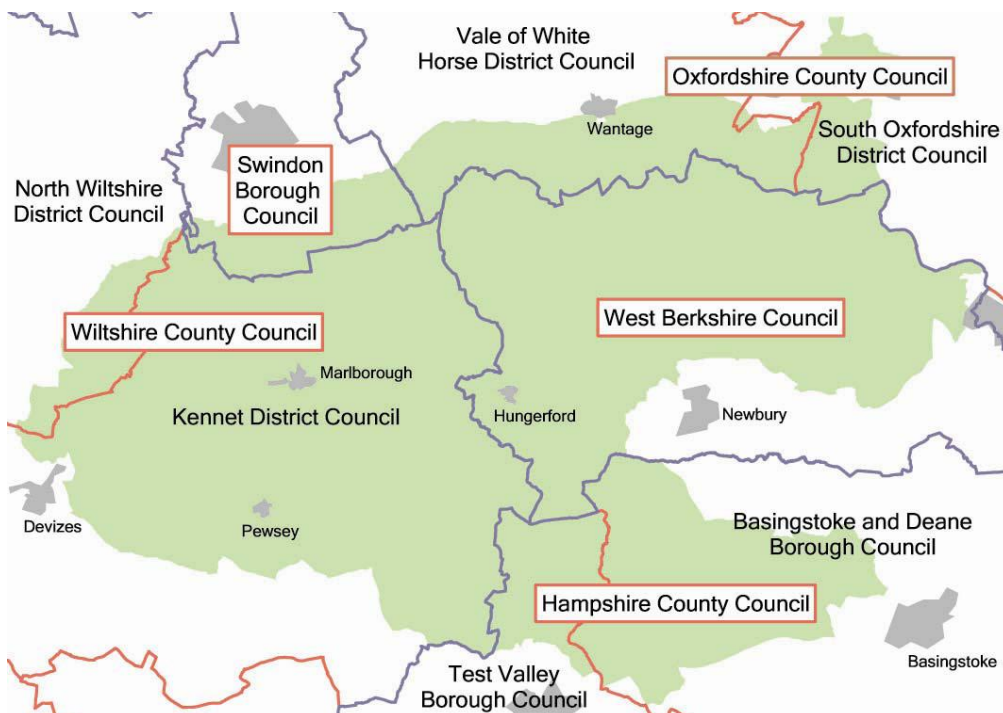 Vale of White
Horse District Council
Oxfordshire County Council
Wantage
South Oxfordshire
District Council
Swindon
Borough
Council
North Wiltshire
District Council
Wiltshire County Council
West Berkshire Council
Marlborough
Kennet District Council
Hungerford
Newbury
Devizes
Pewsey
Basingstoke and Deane
Borough Council
Hampshire County Council
Basingstoke
Test Valley
Borough Council